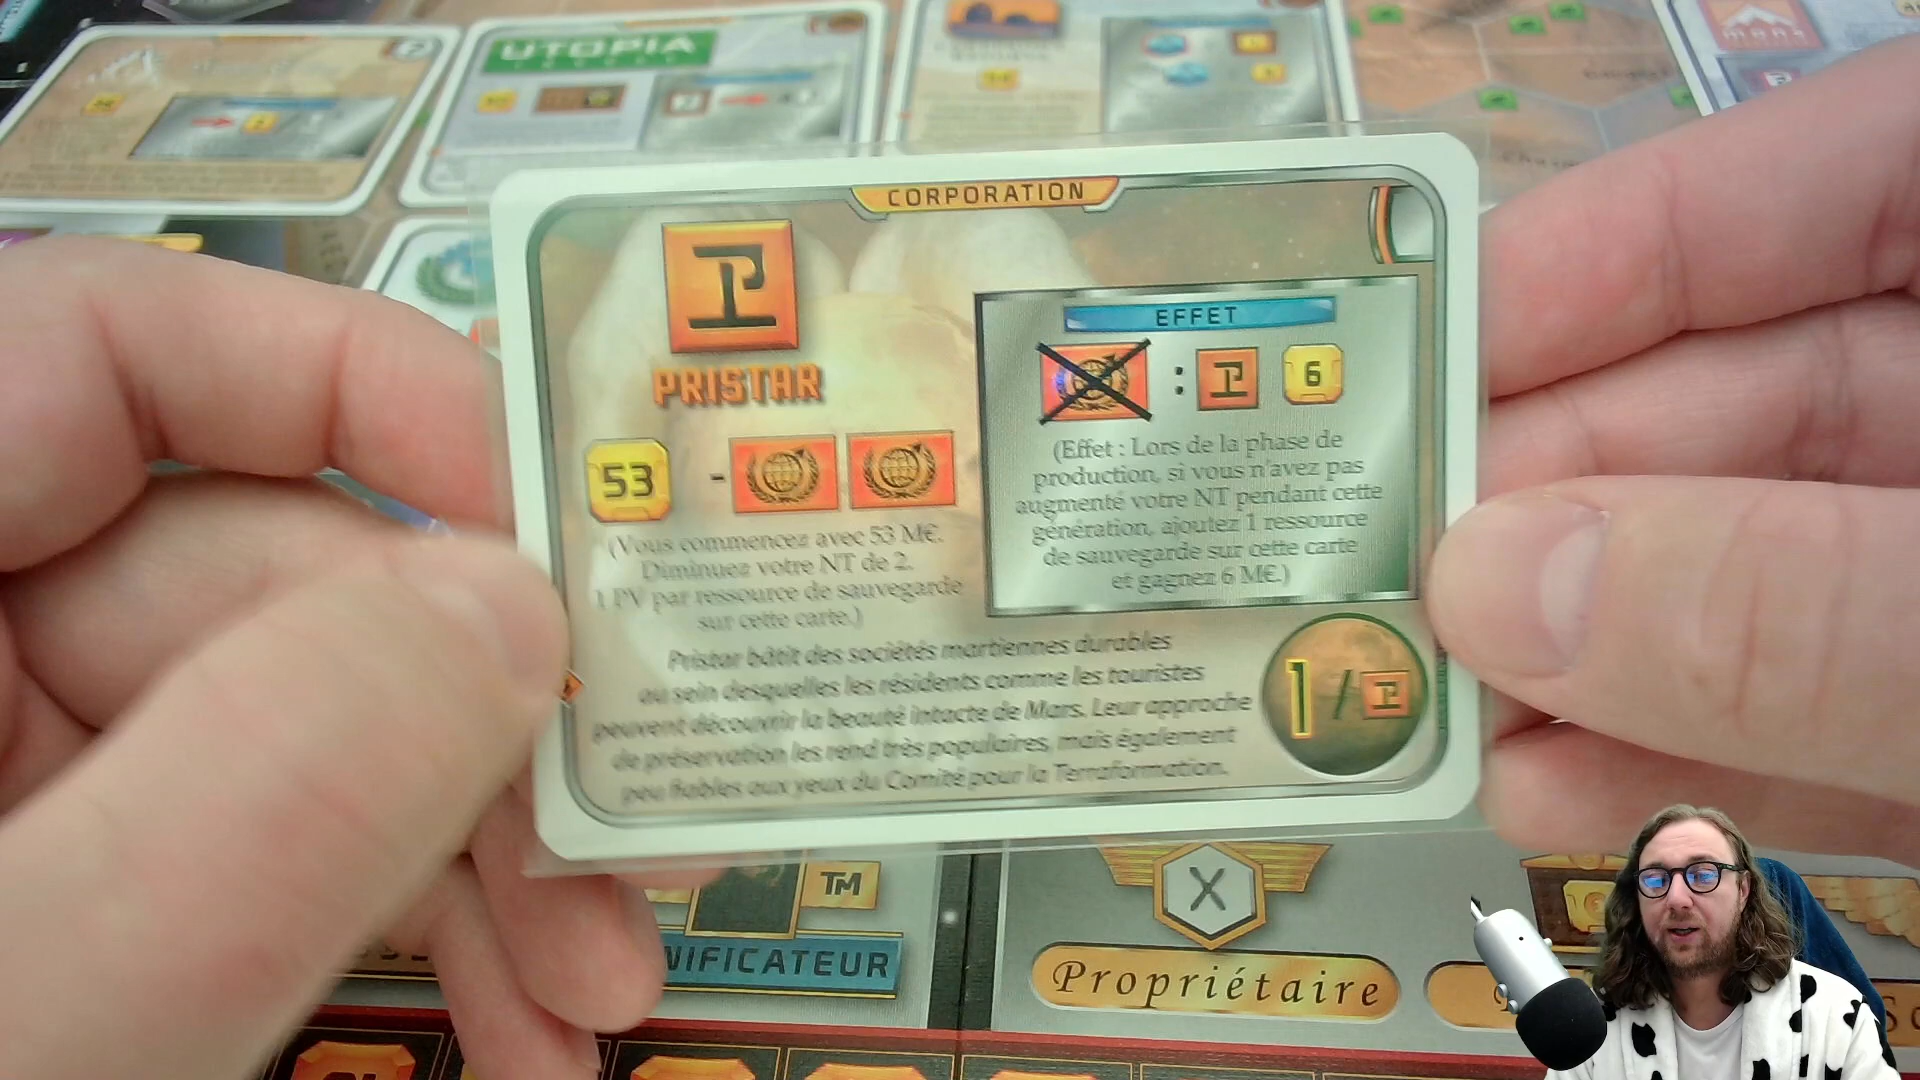 UTOPIA
CORPORATION
PRISTAR
EFFET
: 6
53 -
(Effet : Lors de la phase de
production, si vous n'avez pas
augmenté votre NT pendant cette
génération, ajoutez 1 ressource
de sauvegarde sur cette carte
et gagnez 6 M€.)
(Vous commencez avec 53 M€.
Diminuez votre NT de 2.
1 PV par ressource de sauvegarde
sur cette carte.)
Pristar bâtit des sociétés martiennes durables
au sein desquelles les résidents comme les touristes
peuvent découvrir la beauté intacte de Mars. Leur approche
de préservation les rend très populaires, mais également
peu fiables aux yeux du Comité pour la Terraformation.
1 /
TM
NIFICATEUR
X
Propriétaire